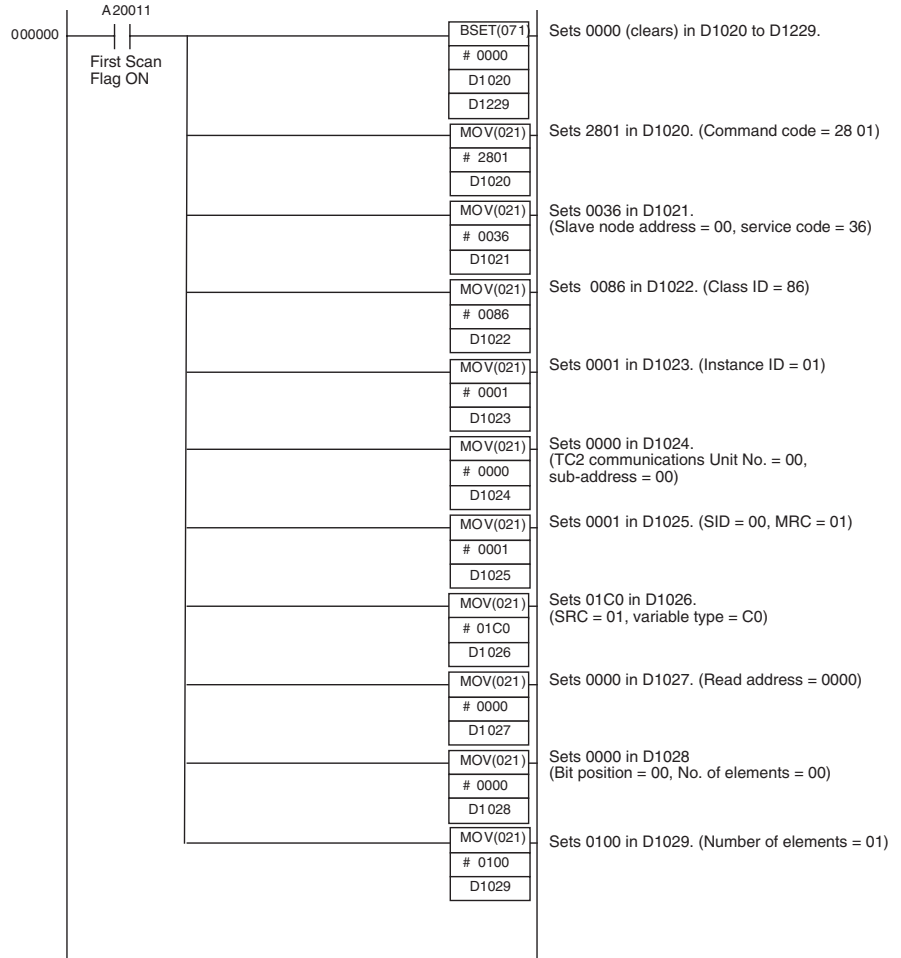 A20011
000000
First Scan
Flag ON
BSET(071)
# 0000
D1020
D1229
Sets 0000 (clears) in D1020 to D1229.
MOV(021)
# 2801
D1020
Sets 2801 in D1020. (Command code = 28 01)
MOV(021)
# 0036
D1021
Sets 0036 in D1021.
(Slave node address = 00, service code = 36)
MOV(021)
# 0086
D1022
Sets 0086 in D1022. (Class ID = 86)
MOV(021)
# 0001
D1023
Sets 0001 in D1023. (Instance ID = 01)
MOV(021)
# 0000
D1024
Sets 0000 in D1024.
(TC2 communications Unit No. = 00,
sub-address = 00)
MOV(021)
# 0001
D1025
Sets 0001 in D1025. (SID = 00, MRC = 01)
MOV(021)
# 01C0
D1026
Sets 01C0 in D1026.
(SRC = 01, variable type = C0)
MOV(021)
# 0000
D1027
Sets 0000 in D1027. (Read address = 0000)
MOV(021)
# 0000
D1028
Sets 0000 in D1028
(Bit position = 00, No. of elements = 00)
MOV(021)
# 0100
D1029
Sets 0100 in D1029. (Number of elements = 01)